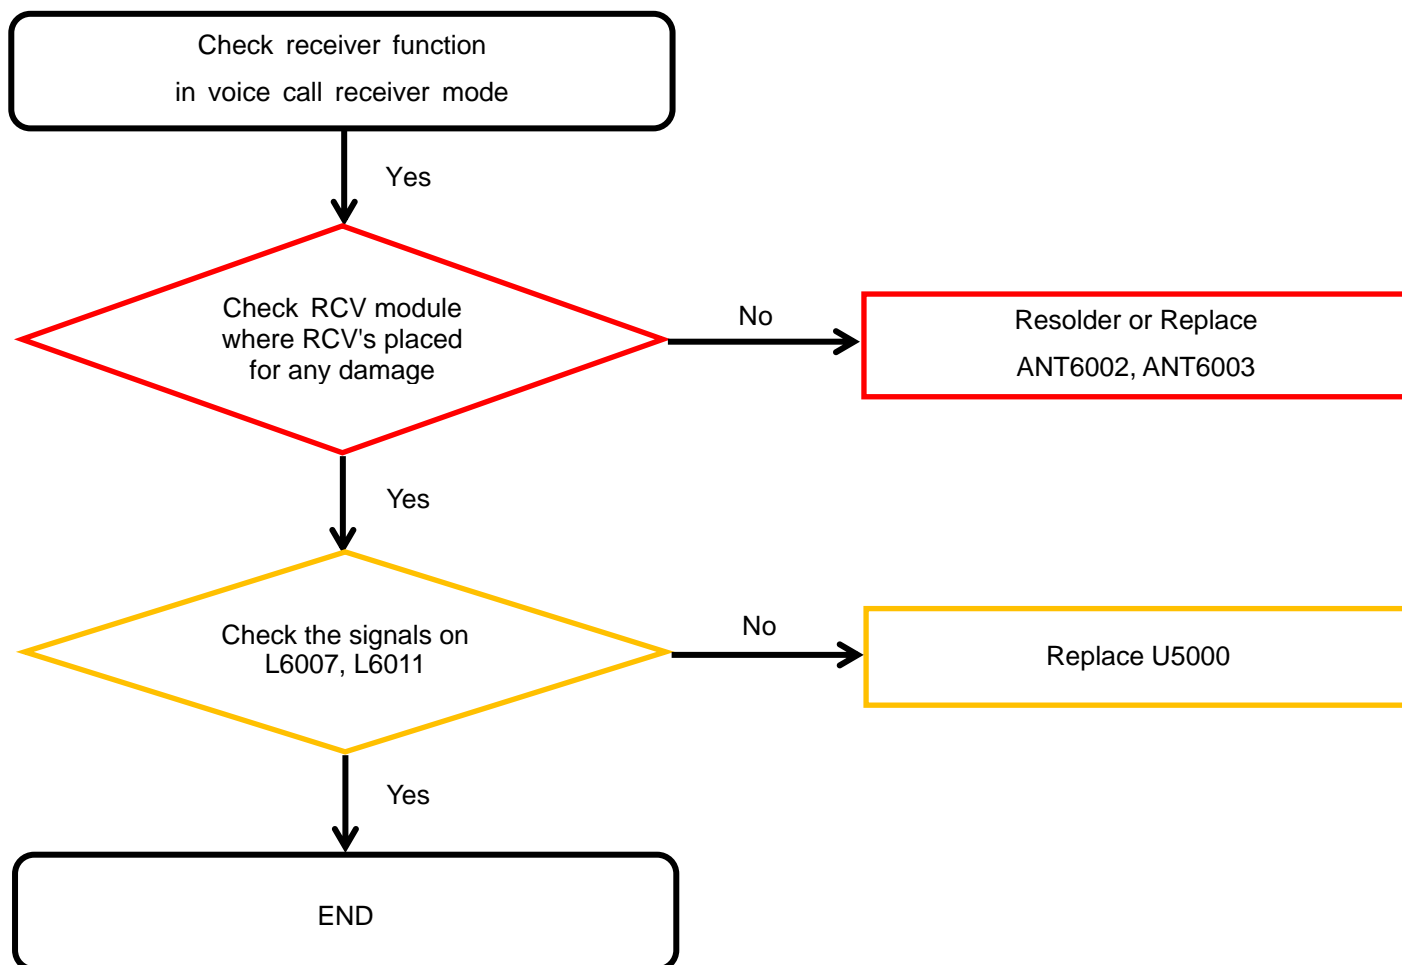 Check receiver function
in voice call receiver mode
Yes
Check RCV module
where RCV's placed
for any damage
No
Resolder or Replace
ANT6002, ANT6003
Yes
Check the signals on
L6007, L6011
No
Replace U5000
Yes
END